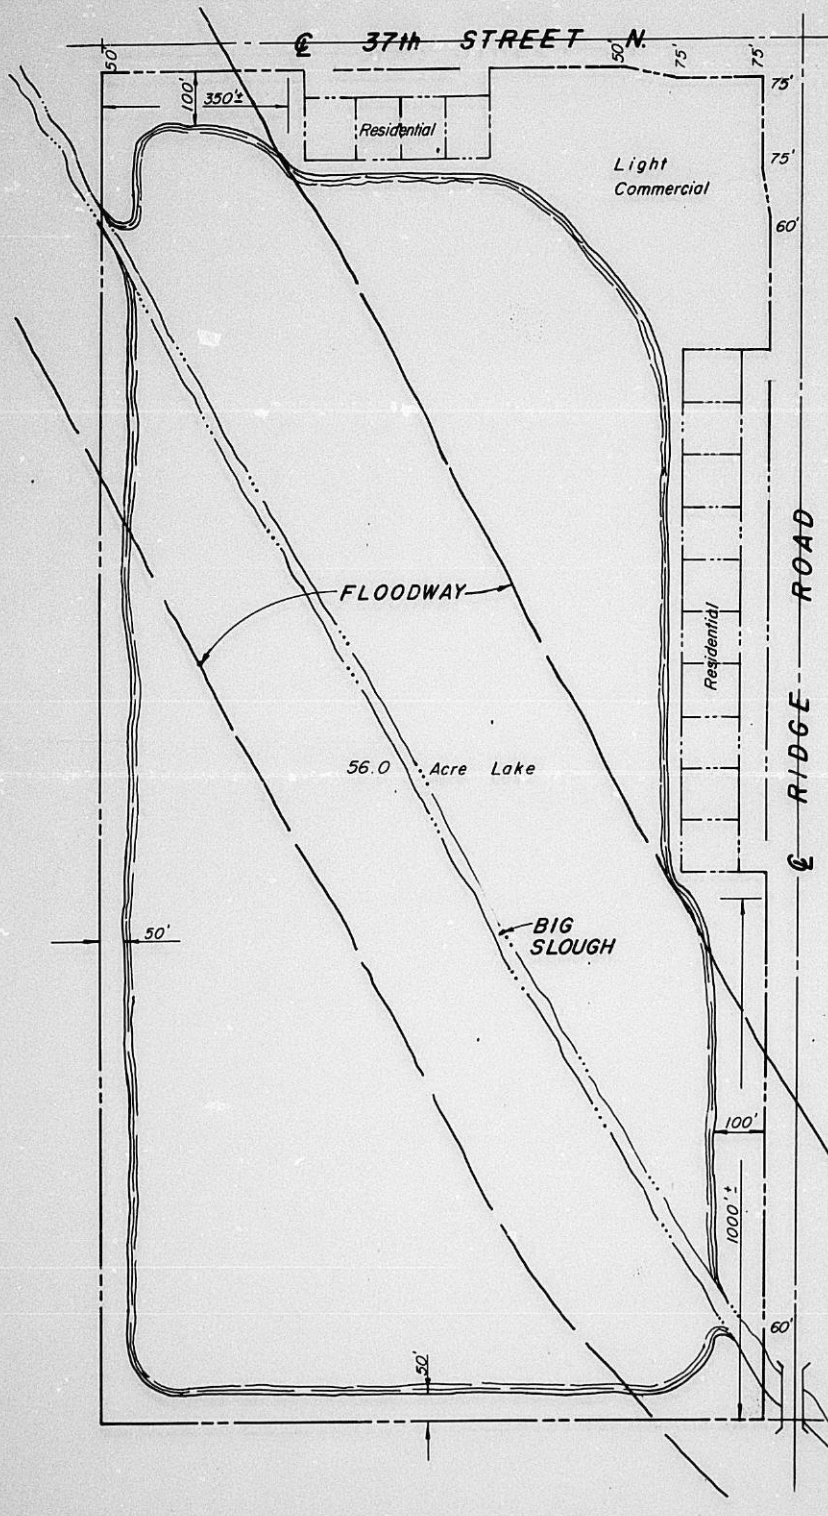 ℄ 37th STREET N.
50'
50'
75'
75'
75'
100'
350'±
Residential
Light
Commercial
75'
60'
FLOODWAY
Residential
℄ RIDGE ROAD
56.0 Acre Lake
BIG
SLOUGH
50'
100'
1000'±
60'
50'